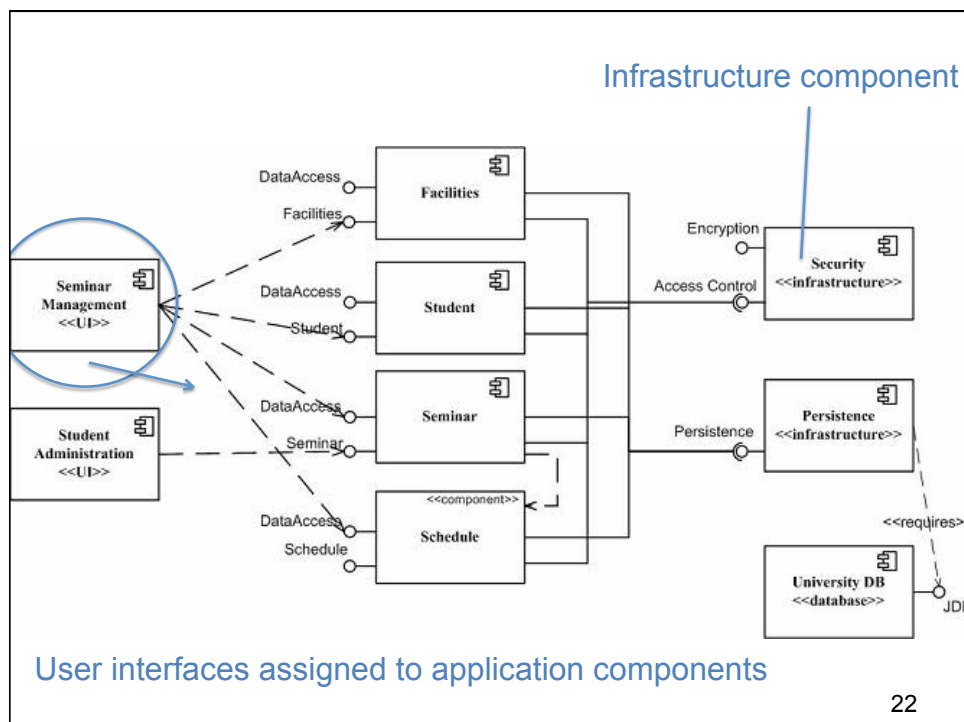 Infrastructure component
DataAccess
Facilities
Facilities
Encryption
Security
<<infrastructure>>
Access Control
Seminar
Management
<<UI>>
DataAccess
Student
Student
DataAccess
Seminar
Seminar
Student
Administration
<<UI>>
Persistence
Persistence
<<infrastructure>>
<<component>>
DataAccess
Schedule
Schedule
<<requires>
University DB
<<database>>
User interfaces assigned to application components
22